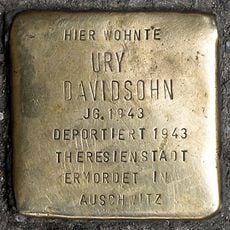 HIER WOHNTE
URY
DAVIDSOHN
JG. 1943
DEPORTIERT 1943
THERESIENSTADT
ERMORDET IN
AUSCHWITZ